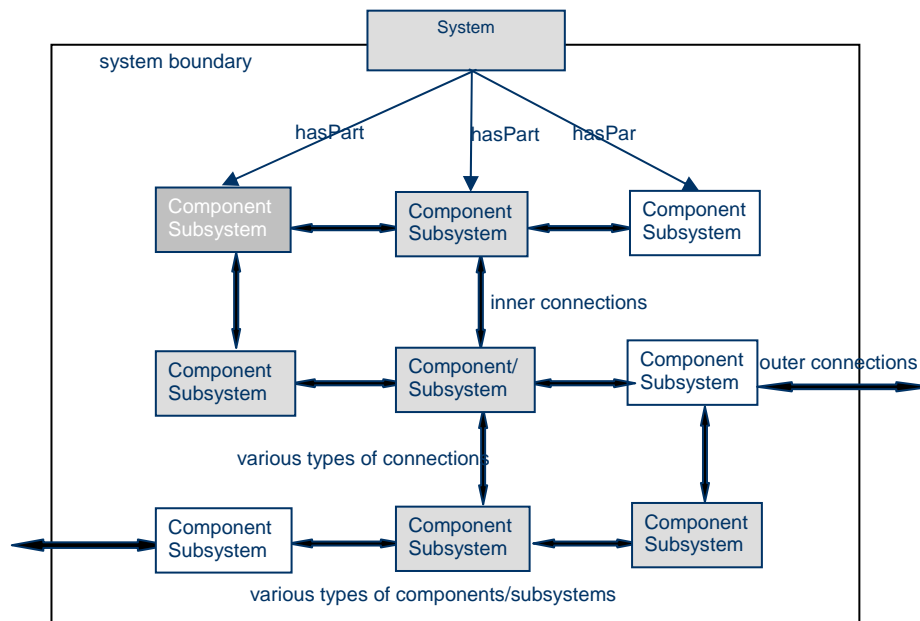 System
system boundary
hasPart
hasPart
hasPar
Component
Subsystem
Component
Subsystem
Component
Subsystem
inner connections
Component
Subsystem
Component/
Subsystem
Component
Subsystem
outer connections
various types of connections
Component
Subsystem
Component
Subsystem
Component
Subsystem
various types of components/subsystems